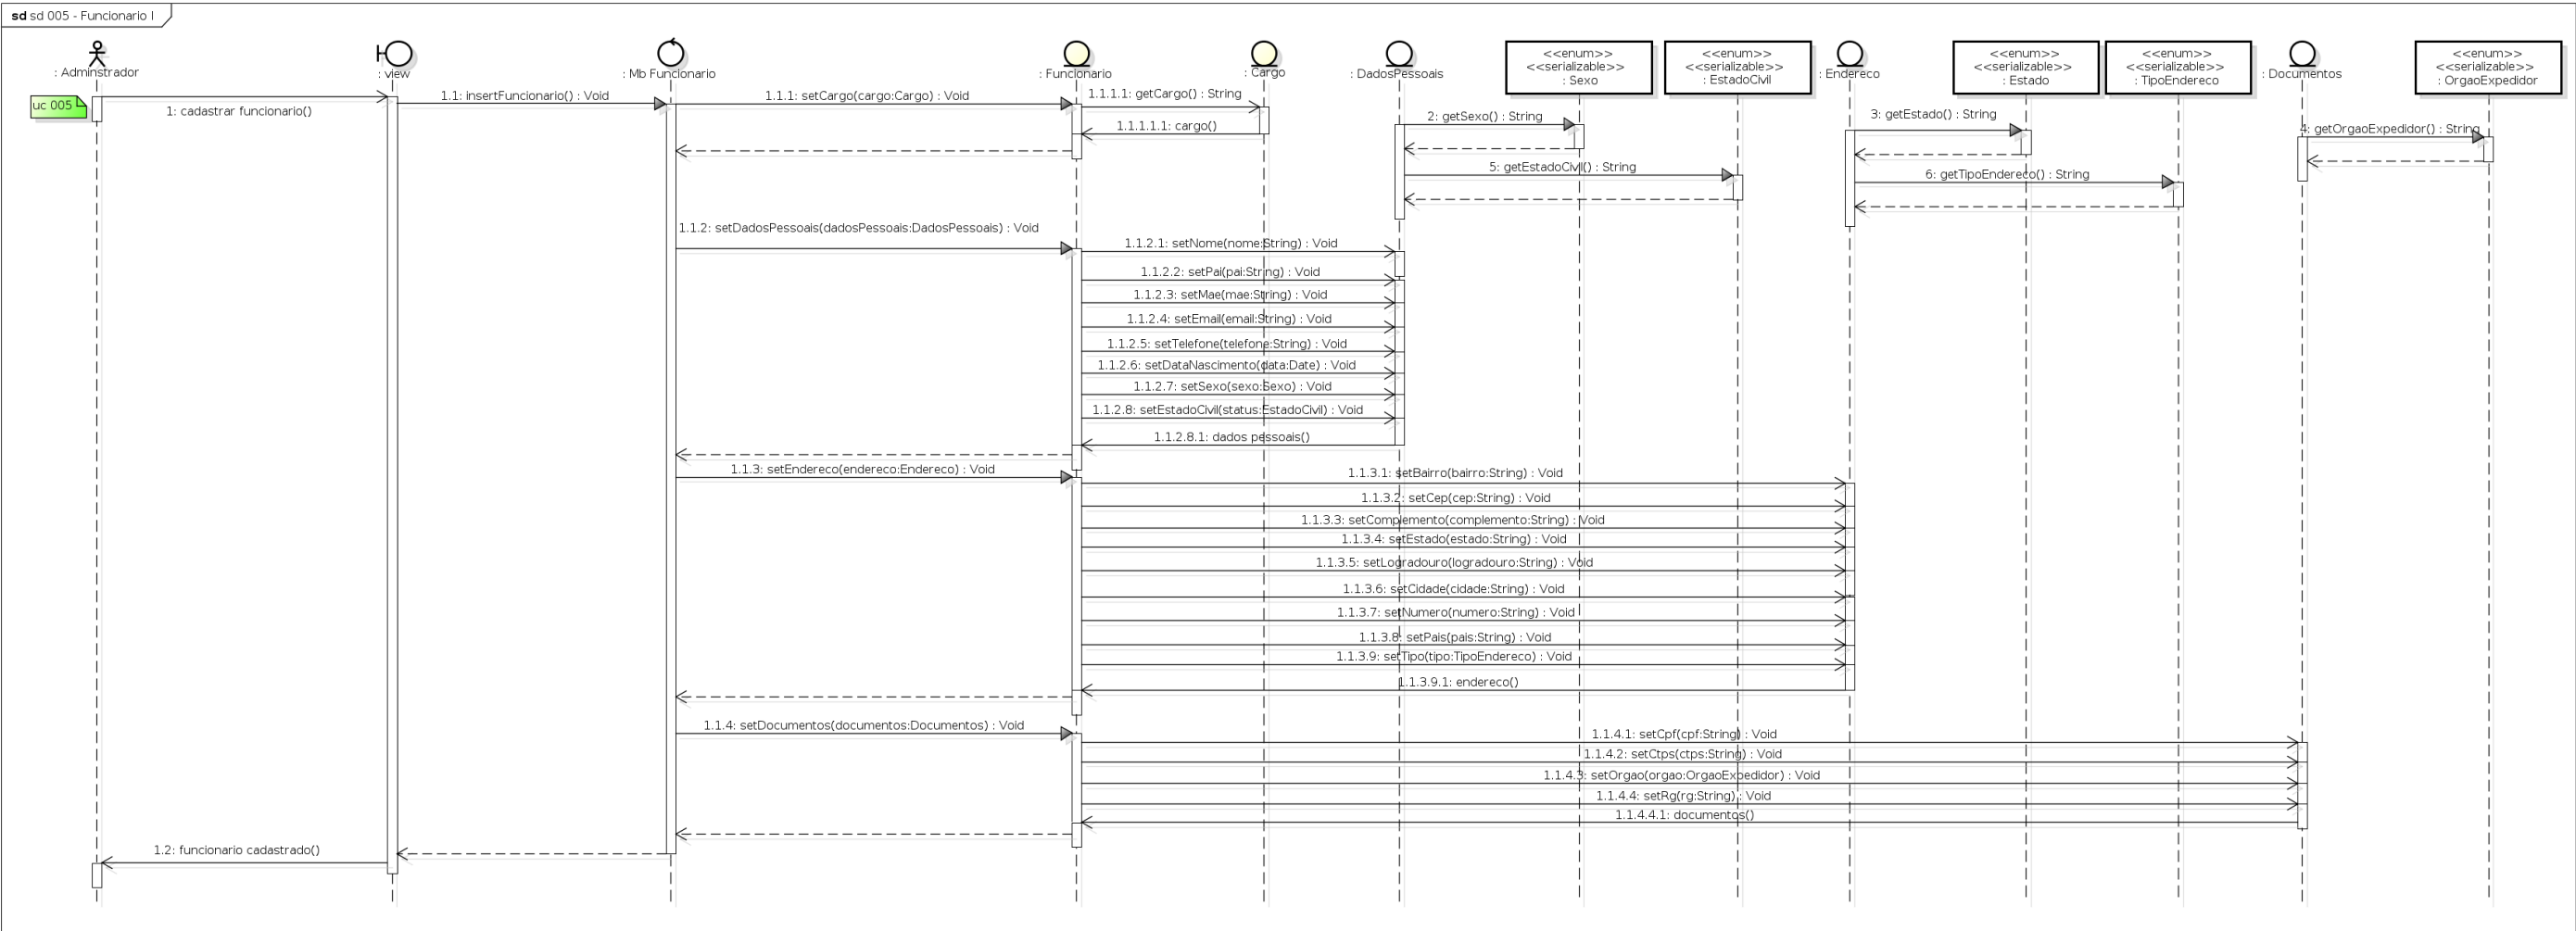 sd sd 005 - Funcionario I
: Adminstrador
: view
: Mb Funcionario
: Funcionario
: Cargo
: DadosPessoais
<<enum>>
<<serializable>>
: Sexo
<<enum>>
<<serializable>>
: EstadoCivil
: Endereco
<<enum>>
<<serializable>>
: Estado
<<enum>>
<<serializable>>
: TipoEndereco
: Documentos
<<enum>>
<<serializable>>
: OrgaoExpedidor
uc 005
1: cadastrar funcionario()
1.1: insertFuncionario() : Void
1.1.1: setCargo(cargo:Cargo) : Void
1.1.1.1: getCargo() : String
1.1.1.1.1: cargo()
2: getSexo() : String
3: getEstado() : String
4: getOrgaoExpedidor() : String
5: getEstadoCivil() : String
6: getTipoEndereco() : String
1.1.2: setDadosPessoais(dadosPessoais:DadosPessoais) : Void
1.1.2.1: setNome(nome:String) : Void
1.1.2.2: setPai(pai:String) : Void
1.1.2.3: setMae(mae:String) : Void
1.1.2.4: setEmail(email:String) : Void
1.1.2.5: setTelefone(telefone:String) : Void
1.1.2.6: setDataNascimento(data:Date) : Void
1.1.2.7: setSexo(sexo:Sexo) : Void
1.1.2.8: setEstadoCivil(status:EstadoCivil) : Void
1.1.2.8.1: dados pessoais()
1.1.3: setEndereco(endereco:Endereco) : Void
1.1.3.1: setBairro(bairro:String) : Void
1.1.3.2: setCep(cep:String) : Void
1.1.3.3: setComplemento(complemento:String) : Void
1.1.3.4: setEstado(estado:String) : Void
1.1.3.5: setLogradouro(logradouro:String) : Void
1.1.3.6: setCidade(cidade:String) : Void
1.1.3.7: setNumero(numero:String) : Void
1.1.3.8: setPais(pais:String) : Void
1.1.3.9: setTipo(tipo:TipoEndereco) : Void
1.1.3.9.1: endereco()
1.1.4: setDocumentos(documentos:Documentos) : Void
1.1.4.1: setCpf(cpf:String) : Void
1.1.4.2: setCtps(ctps:String) : Void
1.1.4.3: setOrgao(orgao:OrgaoExpedidor) : Void
1.1.4.4: setRg(rg:String) : Void
1.1.4.4.1: documentos()
1.2: funcionario cadastrado()